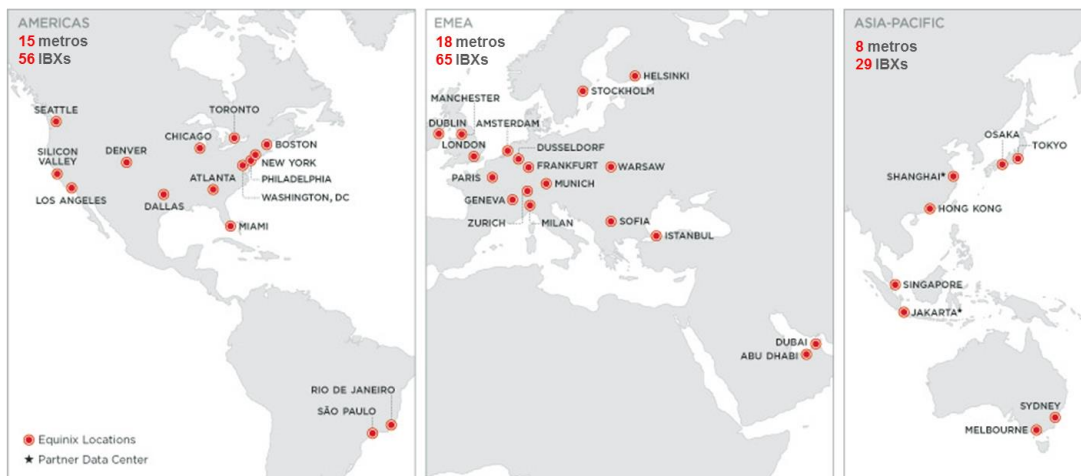 AMERICAS
15 metros
56 IBXs
SEATTLE
TORONTO
CHICAGO
BOSTON
SILICON
VALLEY
DENVER
NEW YORK
ATLANTA
PHILADELPHIA
LOS ANGELES
DALLAS
WASHINGTON, DC
MIAMI
RIO DE JANEIRO
SÃO PAULO
Equinix Locations
★ Partner Data Center
EMEA
18 metros
65 IBXs
HELSINKI
STOCKHOLM
MANCHESTER
DUBLIN
AMSTERDAM
LONDON
DUSSELDORF
FRANKFURT
WARSAW
PARIS
MUNICH
GENEVA
ZURICH
MILAN
SOFIA
ISTANBUL
DUBAI
ABU DHABI
ASIA-PACIFIC
8 metros
29 IBXs
OSAKA
TOKYO
SHANGHAI★
HONG KONG
SINGAPORE
JAKARTA★
SYDNEY
MELBOURNE